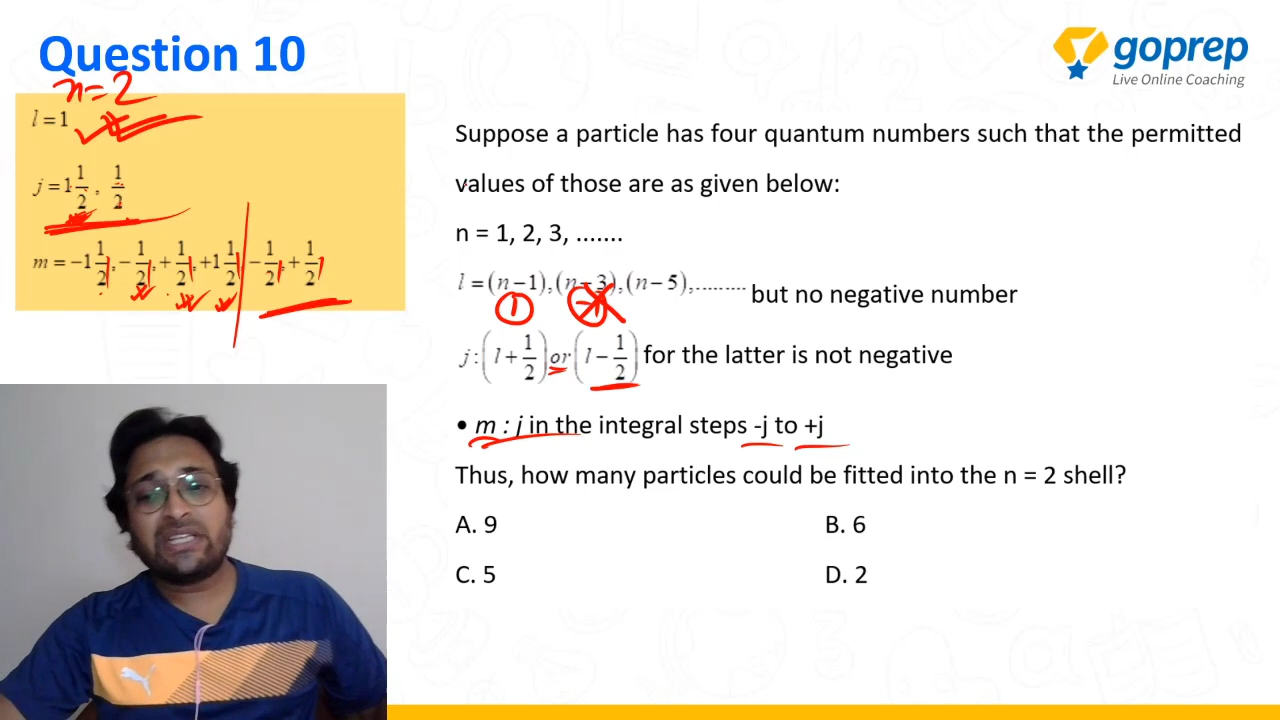 Question 10
goprep
Live Online Coaching
n=2
l = 1
j = 1 1/2, 1/2
m = -1 1/2, -1/2, +1/2, +1 1/2, -1/2, +1/2
Suppose a particle has four quantum numbers such that the permitted
values of those are as given below:
n = 1, 2, 3, .......
l = (n-1),(n-3),(n-5),........ but no negative number
1 -1
j : (l + 1/2) or (l - 1/2) for the latter is not negative
• m : j in the integral steps -j to +j
Thus, how many particles could be fitted into the n = 2 shell?
A. 9
B. 6
C. 5
D. 2